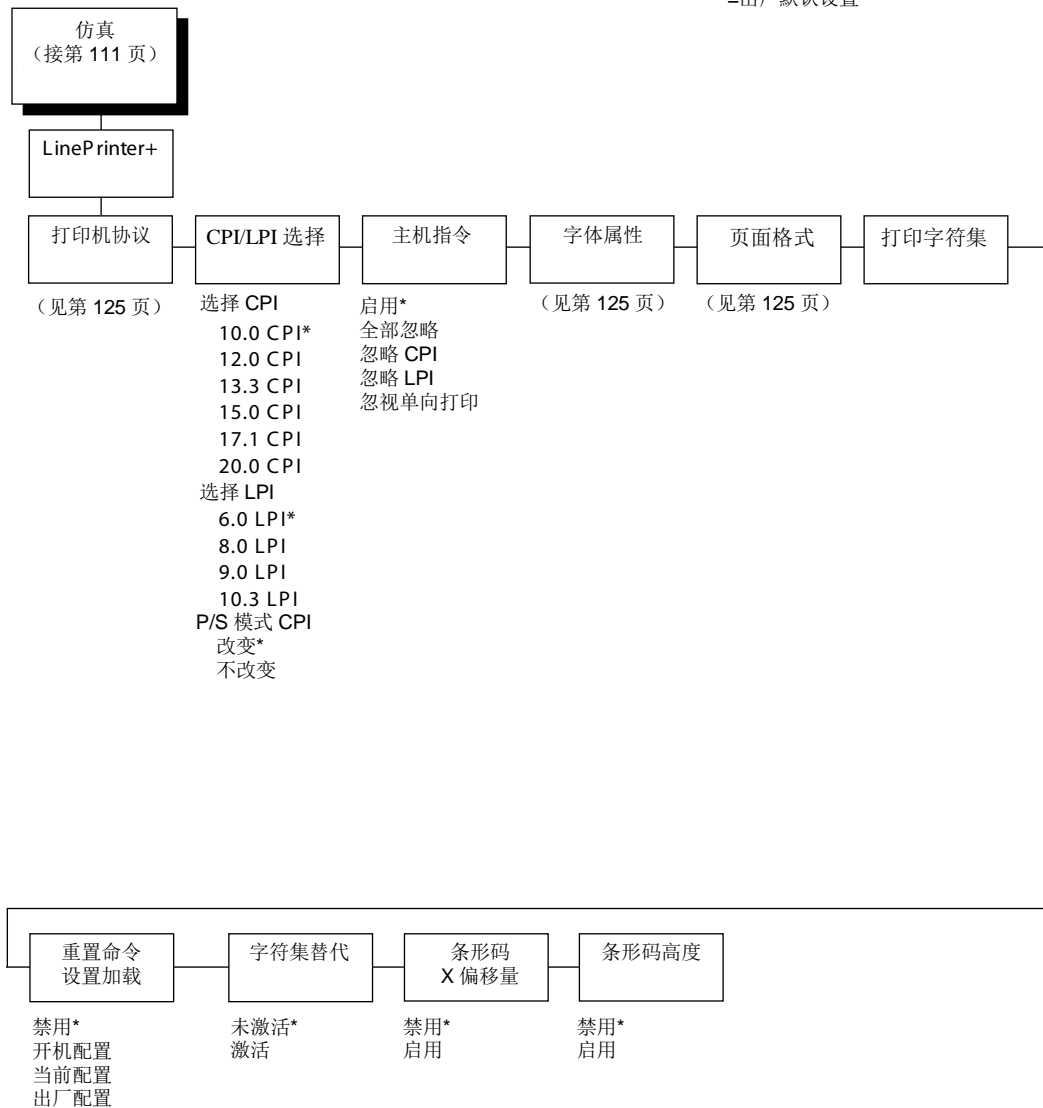 =出厂默认设置
仿真
（接第 111 页）
LinePrinter+
打印机协议
（见第 125 页）
CPI/LPI 选择
选择 CPI
10.0 CPI*
12.0 CPI
13.3 CPI
15.0 CPI
17.1 CPI
20.0 CPI
选择 LPI
6.0 LPI*
8.0 LPI
9.0 LPI
10.3 LPI
P/S 模式 CPI
改变*
不改变
主机指令
启用*
全部忽略
忽略 CPI
忽略 LPI
忽视单向打印
字体属性
（见第 125 页）
页面格式
（见第 125 页）
打印字符集
重置命令
设置加载
禁用*
开机配置
当前配置
出厂配置
字符集替代
未激活*
激活
条形码
X 偏移量
禁用*
启用
条形码高度
禁用*
启用